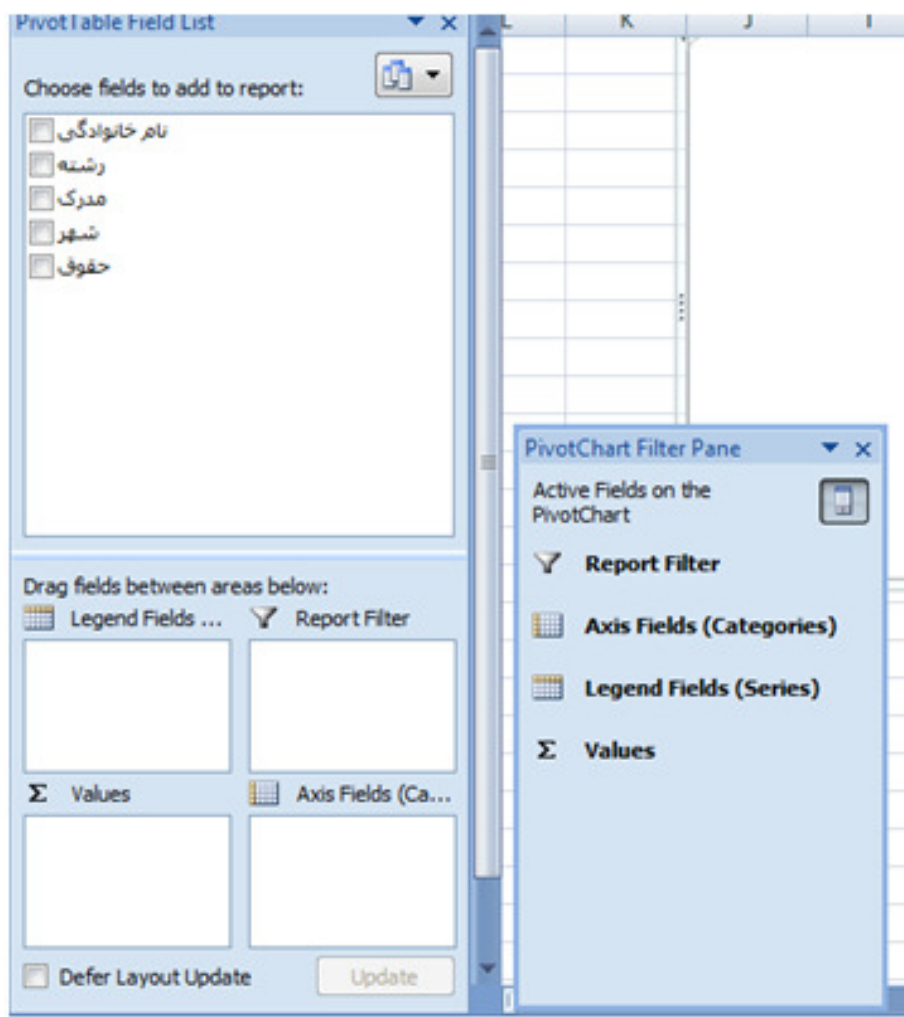 PivotTable Field List
Choose fields to add to report:
نام خانوادگی
رشته
مدرک
شهر
حقوق
Drag fields between areas below:
Legend Fields ... Report Filter
Σ Values Axis Fields (Ca...
Defer Layout Update Update
L K J I
PivotChart Filter Pane
Active Fields on the
PivotChart
Report Filter
Axis Fields (Categories)
Legend Fields (Series)
Σ Values